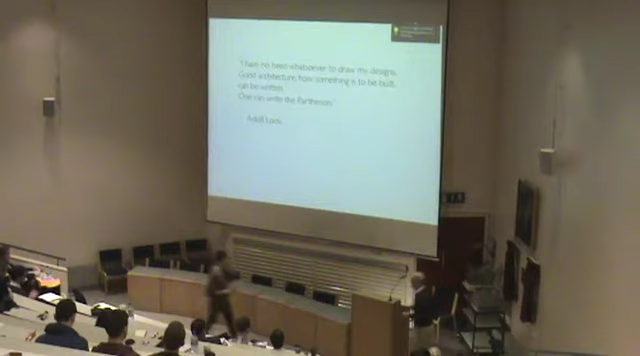 'I have no need whatsoever to draw my designs.
Good architecture, how something is to be built,
can be written.
One can write the Parthenon.'
Adolf Loos